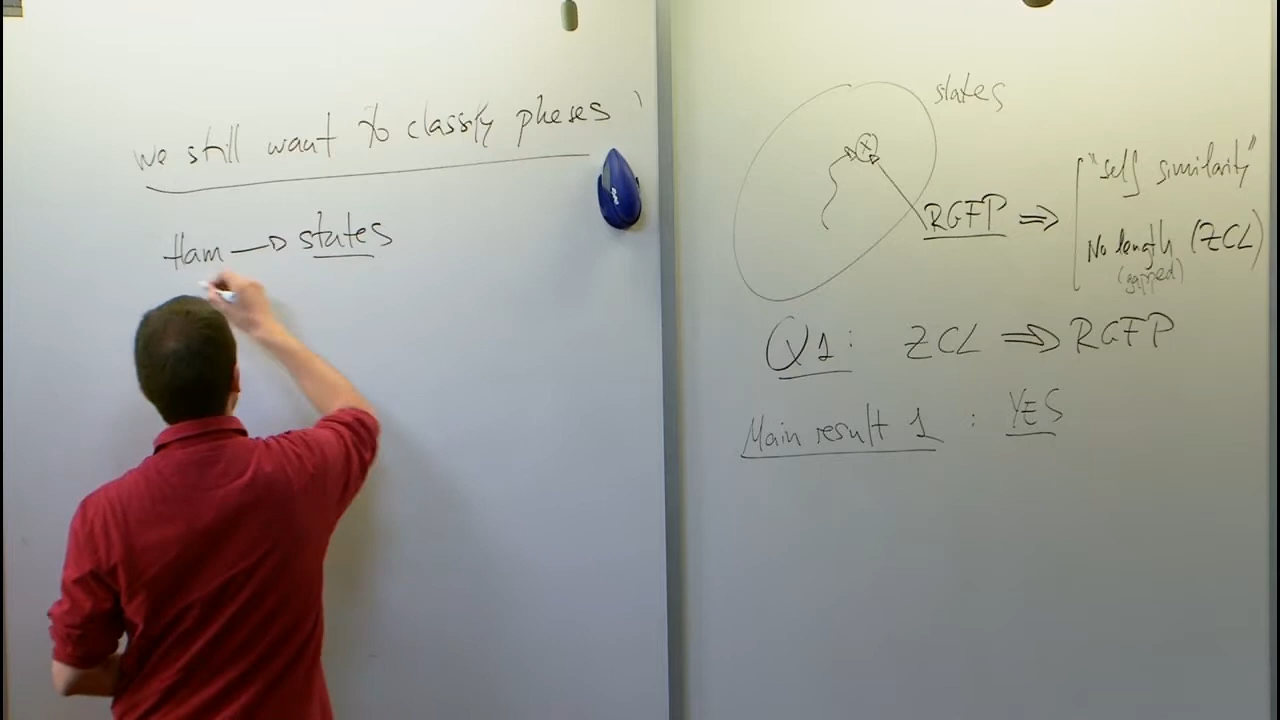 we still want to classify phases
Ham → states
states
RGFP ⇒
"self similarity"
No length (ZCL)
(gapped)
Q1: ZCL ⇒ RGFP
Main result 1 : YES